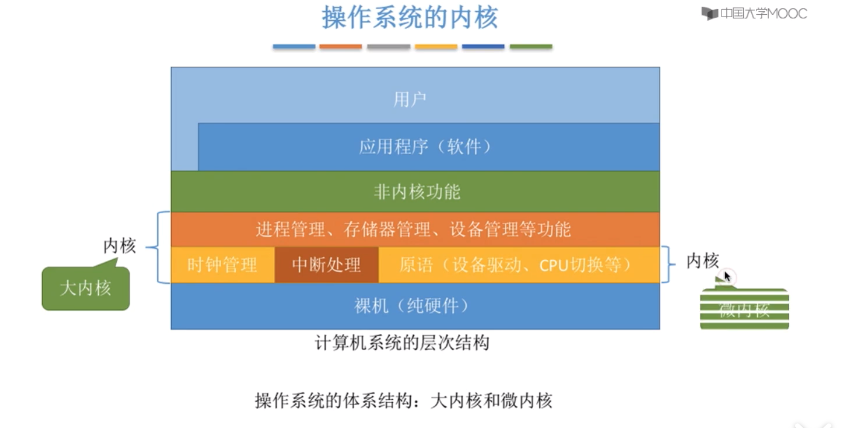 操作系统的内核
中国大学MOOC
用户
应用程序（软件）
非内核功能
进程管理、存储器管理、设备管理等功能
内核
时钟管理
中断处理
原语（设备驱动、CPU切换等）
内核
大内核
裸机（纯硬件）
微内核
计算机系统的层次结构
操作系统的体系结构：大内核和微内核